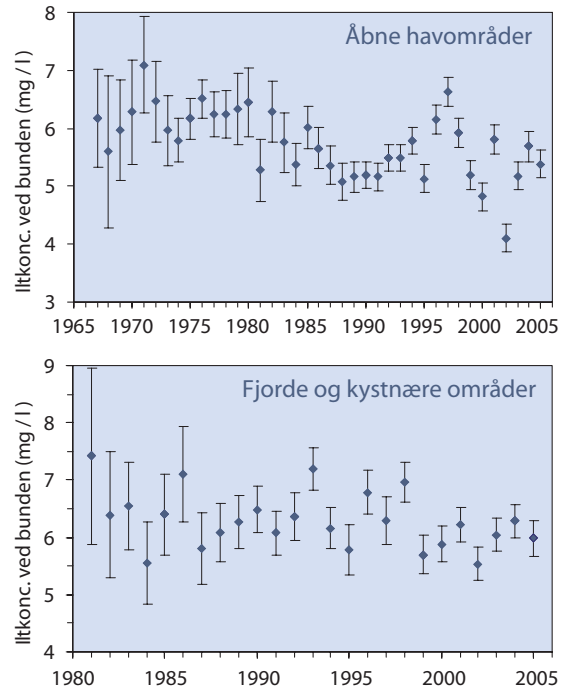 Åbne havområder
Iltkonc. ved bunden (mg / l)
8
7
6
5
4
3
1965 1970 1975 1980 1985 1990 1995 2000 2005
Fjorde og kystnære områder
Iltkonc. ved bunden (mg / l)
9
8
7
6
5
4
1980 1985 1990 1995 2000 2005